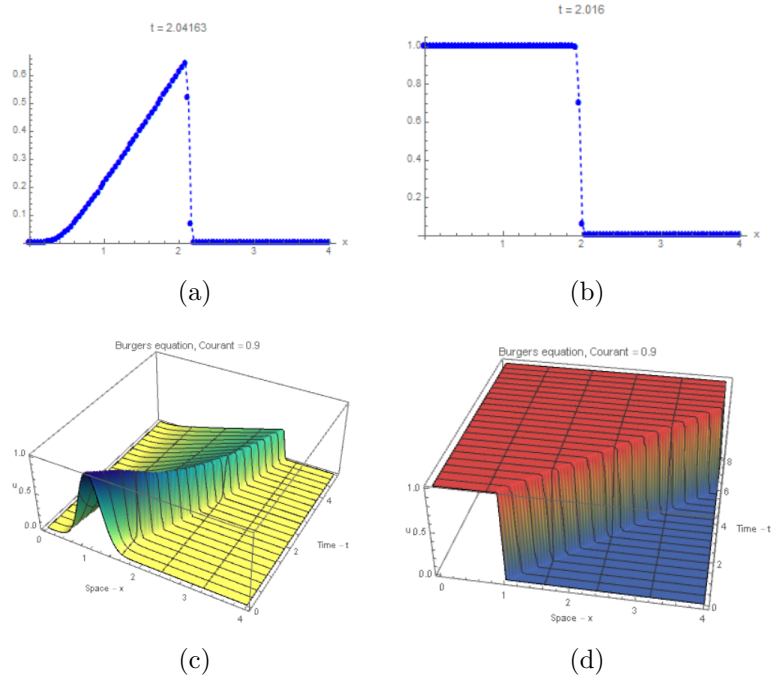 t = 2.04163
0.6
0.5
0.4
0.3
0.2
0.1
1
2
3
4
x
(a)
t = 2.016
1.0
0.8
0.6
0.4
0.2
1
2
3
4
x
(b)
Burgers equation, Courant = 0.9
1.0
u 0.5
0.0
0
1
2
3
4
Space – x
0
2
4
Time – t
(c)
Burgers equation, Courant = 0.9
1.0
u 0.5
0.0
0
1
2
3
4
Space – x
0
2
4
6
8
Time – t
(d)